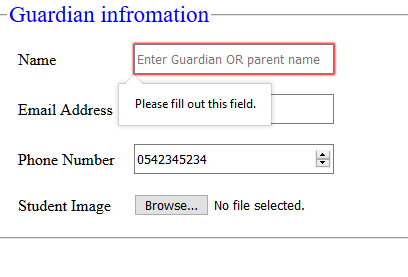 Guardian infromation
Name
Enter Guardian OR parent name
Please fill out this field.
Email Address
Phone Number
0542345234
Student Image
Browse... No file selected.